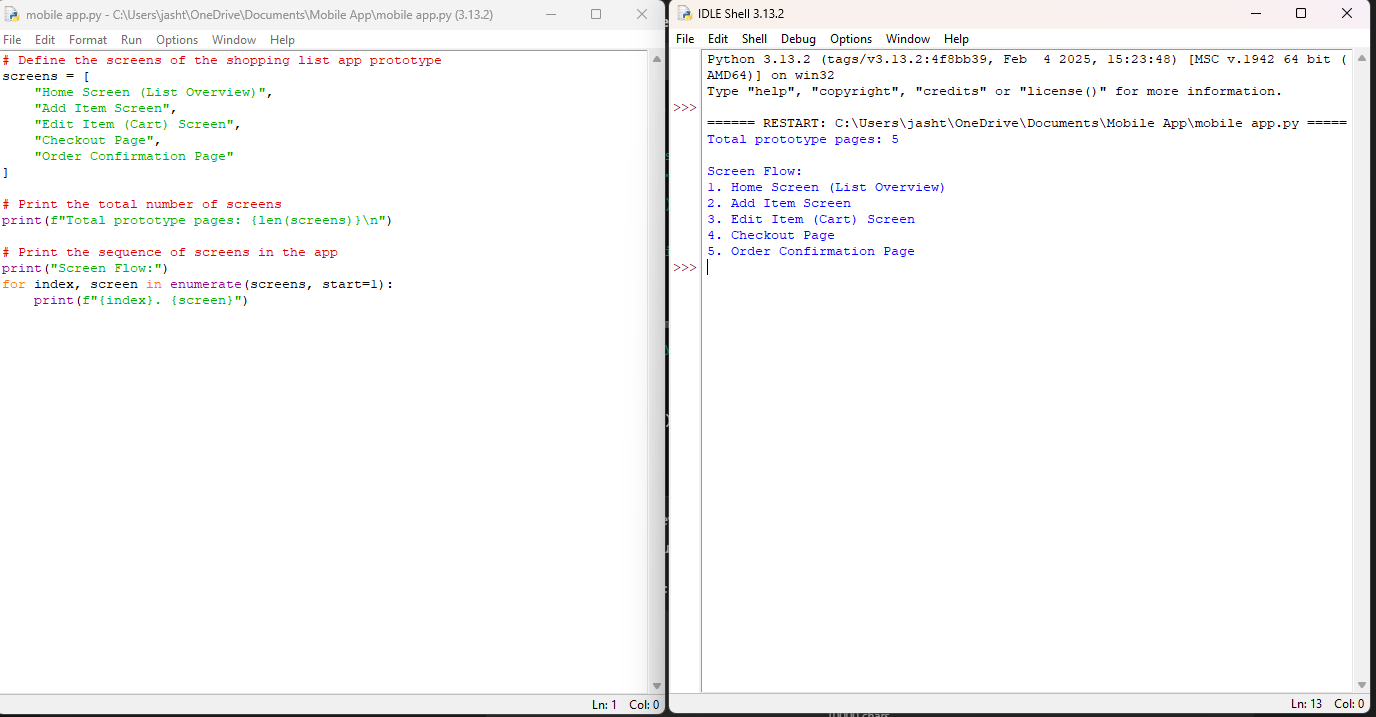 mobile app.py - C:\Users\jasht\OneDrive\Documents\Mobile App\mobile app.py (3.13.2)
File Edit Format Run Options Window Help
# Define the screens of the shopping list app prototype
screens = [
    "Home Screen (List Overview)",
    "Add Item Screen",
    "Edit Item (Cart) Screen",
    "Checkout Page",
    "Order Confirmation Page"
]
# Print the total number of screens
print(f"Total prototype pages: {len(screens)}\n")
# Print the sequence of screens in the app
print("Screen Flow:")
for index, screen in enumerate(screens, start=1):
    print(f"{index}. {screen}")
Ln: 1 Col: 0
IDLE Shell 3.13.2
File Edit Shell Debug Options Window Help
Python 3.13.2 (tags/v3.13.2:4f8bb39, Feb  4 2025, 15:23:48) [MSC v.1942 64 bit (
AMD64)] on win32
Type "help", "copyright", "credits" or "license()" for more information.
>>>
====== RESTART: C:\Users\jasht\OneDrive\Documents\Mobile App\mobile app.py =====
Total prototype pages: 5
Screen Flow:
1. Home Screen (List Overview)
2. Add Item Screen
3. Edit Item (Cart) Screen
4. Checkout Page
5. Order Confirmation Page
>>>
Ln: 13 Col: 0